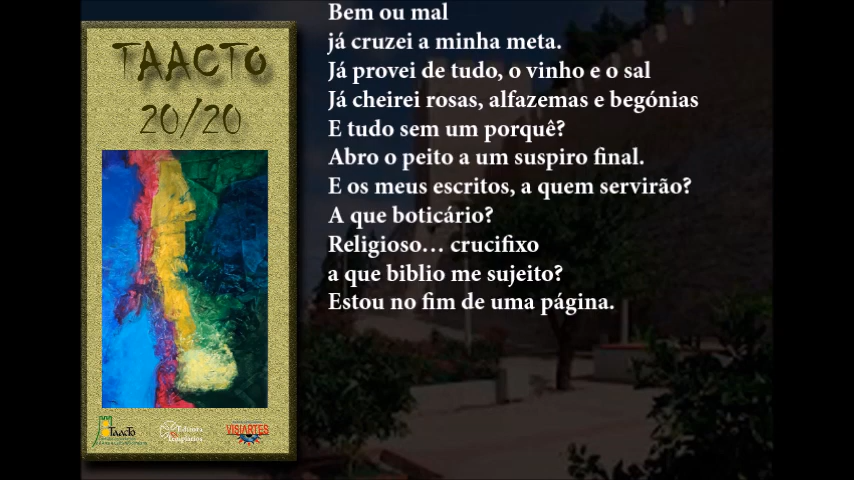 TAACTO
20/20
Bem ou mal
já cruzei a minha meta.
Já provei de tudo, o vinho e o sal
Já cheirei rosas, alfazemas e begónias
E tudo sem um porquê?
Abro o peito a um suspiro final.
E os meus escritos, a quem servirão?
A que boticário?
Religioso… crucifixo
a que biblio me sujeito?
Estou no fim de uma página.
TAACTO
Editora
Templários
VISIARTES